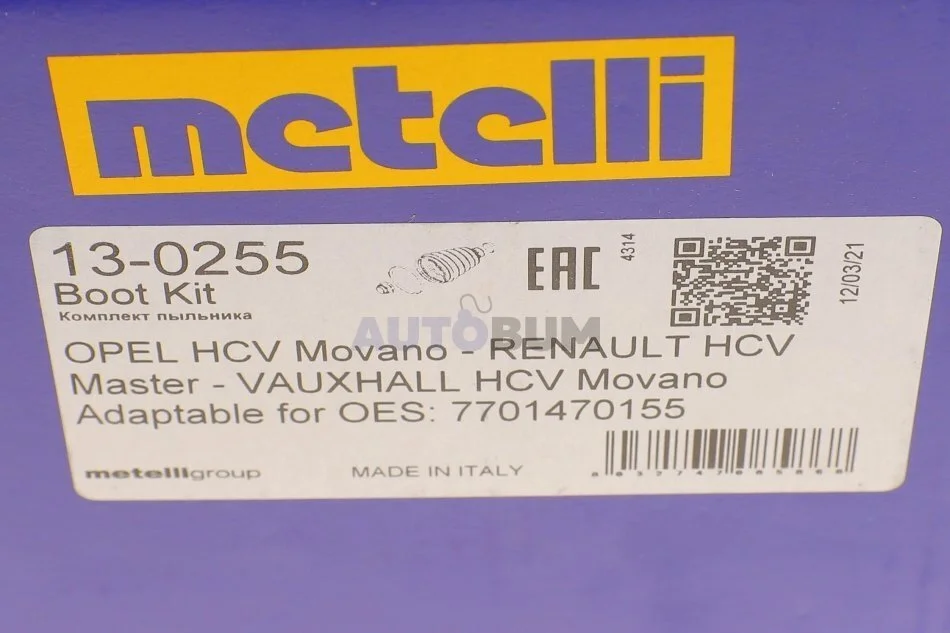 metelli
13-0255
Boot Kit
Комплект пыльника
EAC
4314
12/03/21
AUTOBUM
OPEL HCV Movano - RENAULT HCV
Master - VAUXHALL HCV Movano
Adaptable for OES: 7701470155
metelligroup
MADE IN ITALY